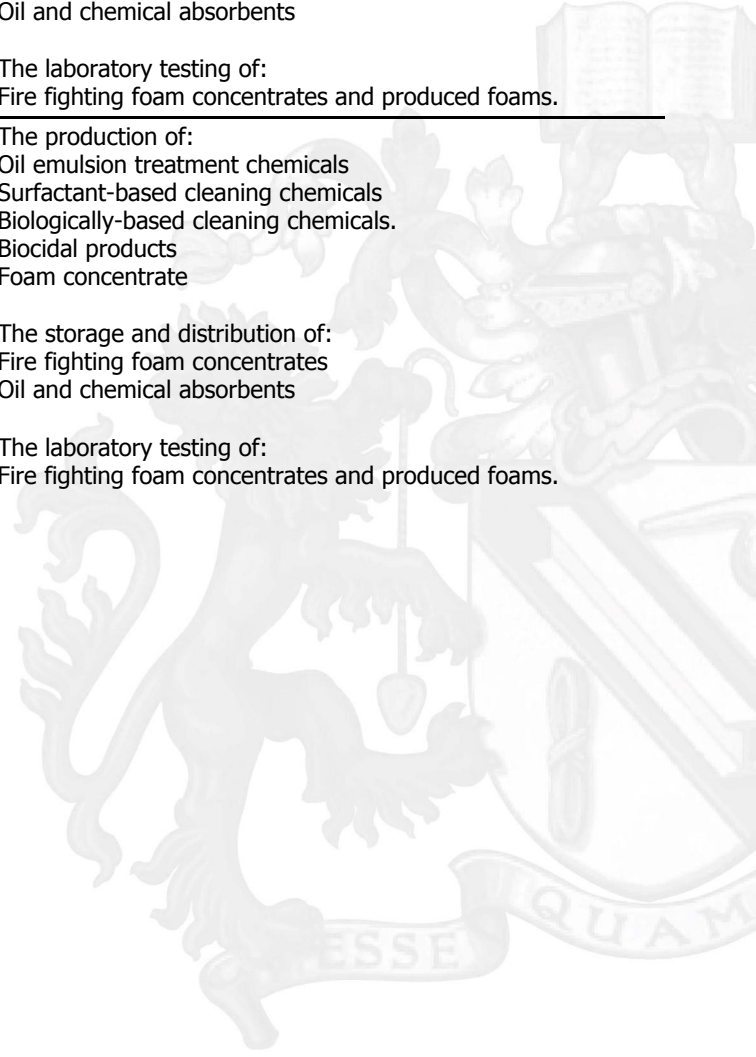 Oil and chemical absorbents
The laboratory testing of:
Fire fighting foam concentrates and produced foams.
The production of:
Oil emulsion treatment chemicals
Surfactant-based cleaning chemicals
Biologically-based cleaning chemicals.
Biocidal products
Foam concentrate
The storage and distribution of:
Fire fighting foam concentrates
Oil and chemical absorbents
The laboratory testing of:
Fire fighting foam concentrates and produced foams.
ESSE QUAM